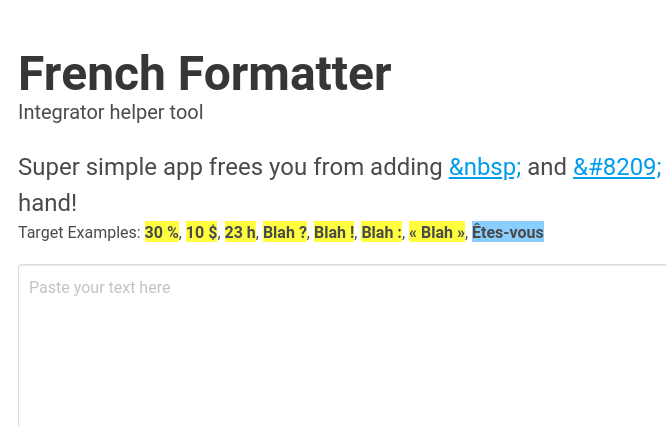 French Formatter
Integrator helper tool
Super simple app frees you from adding &nbsp; and &#8209;
hand!
Target Examples: 30 %, 10 $, 23 h, Blah ?, Blah !, Blah :, « Blah », Êtes-vous
Paste your text here